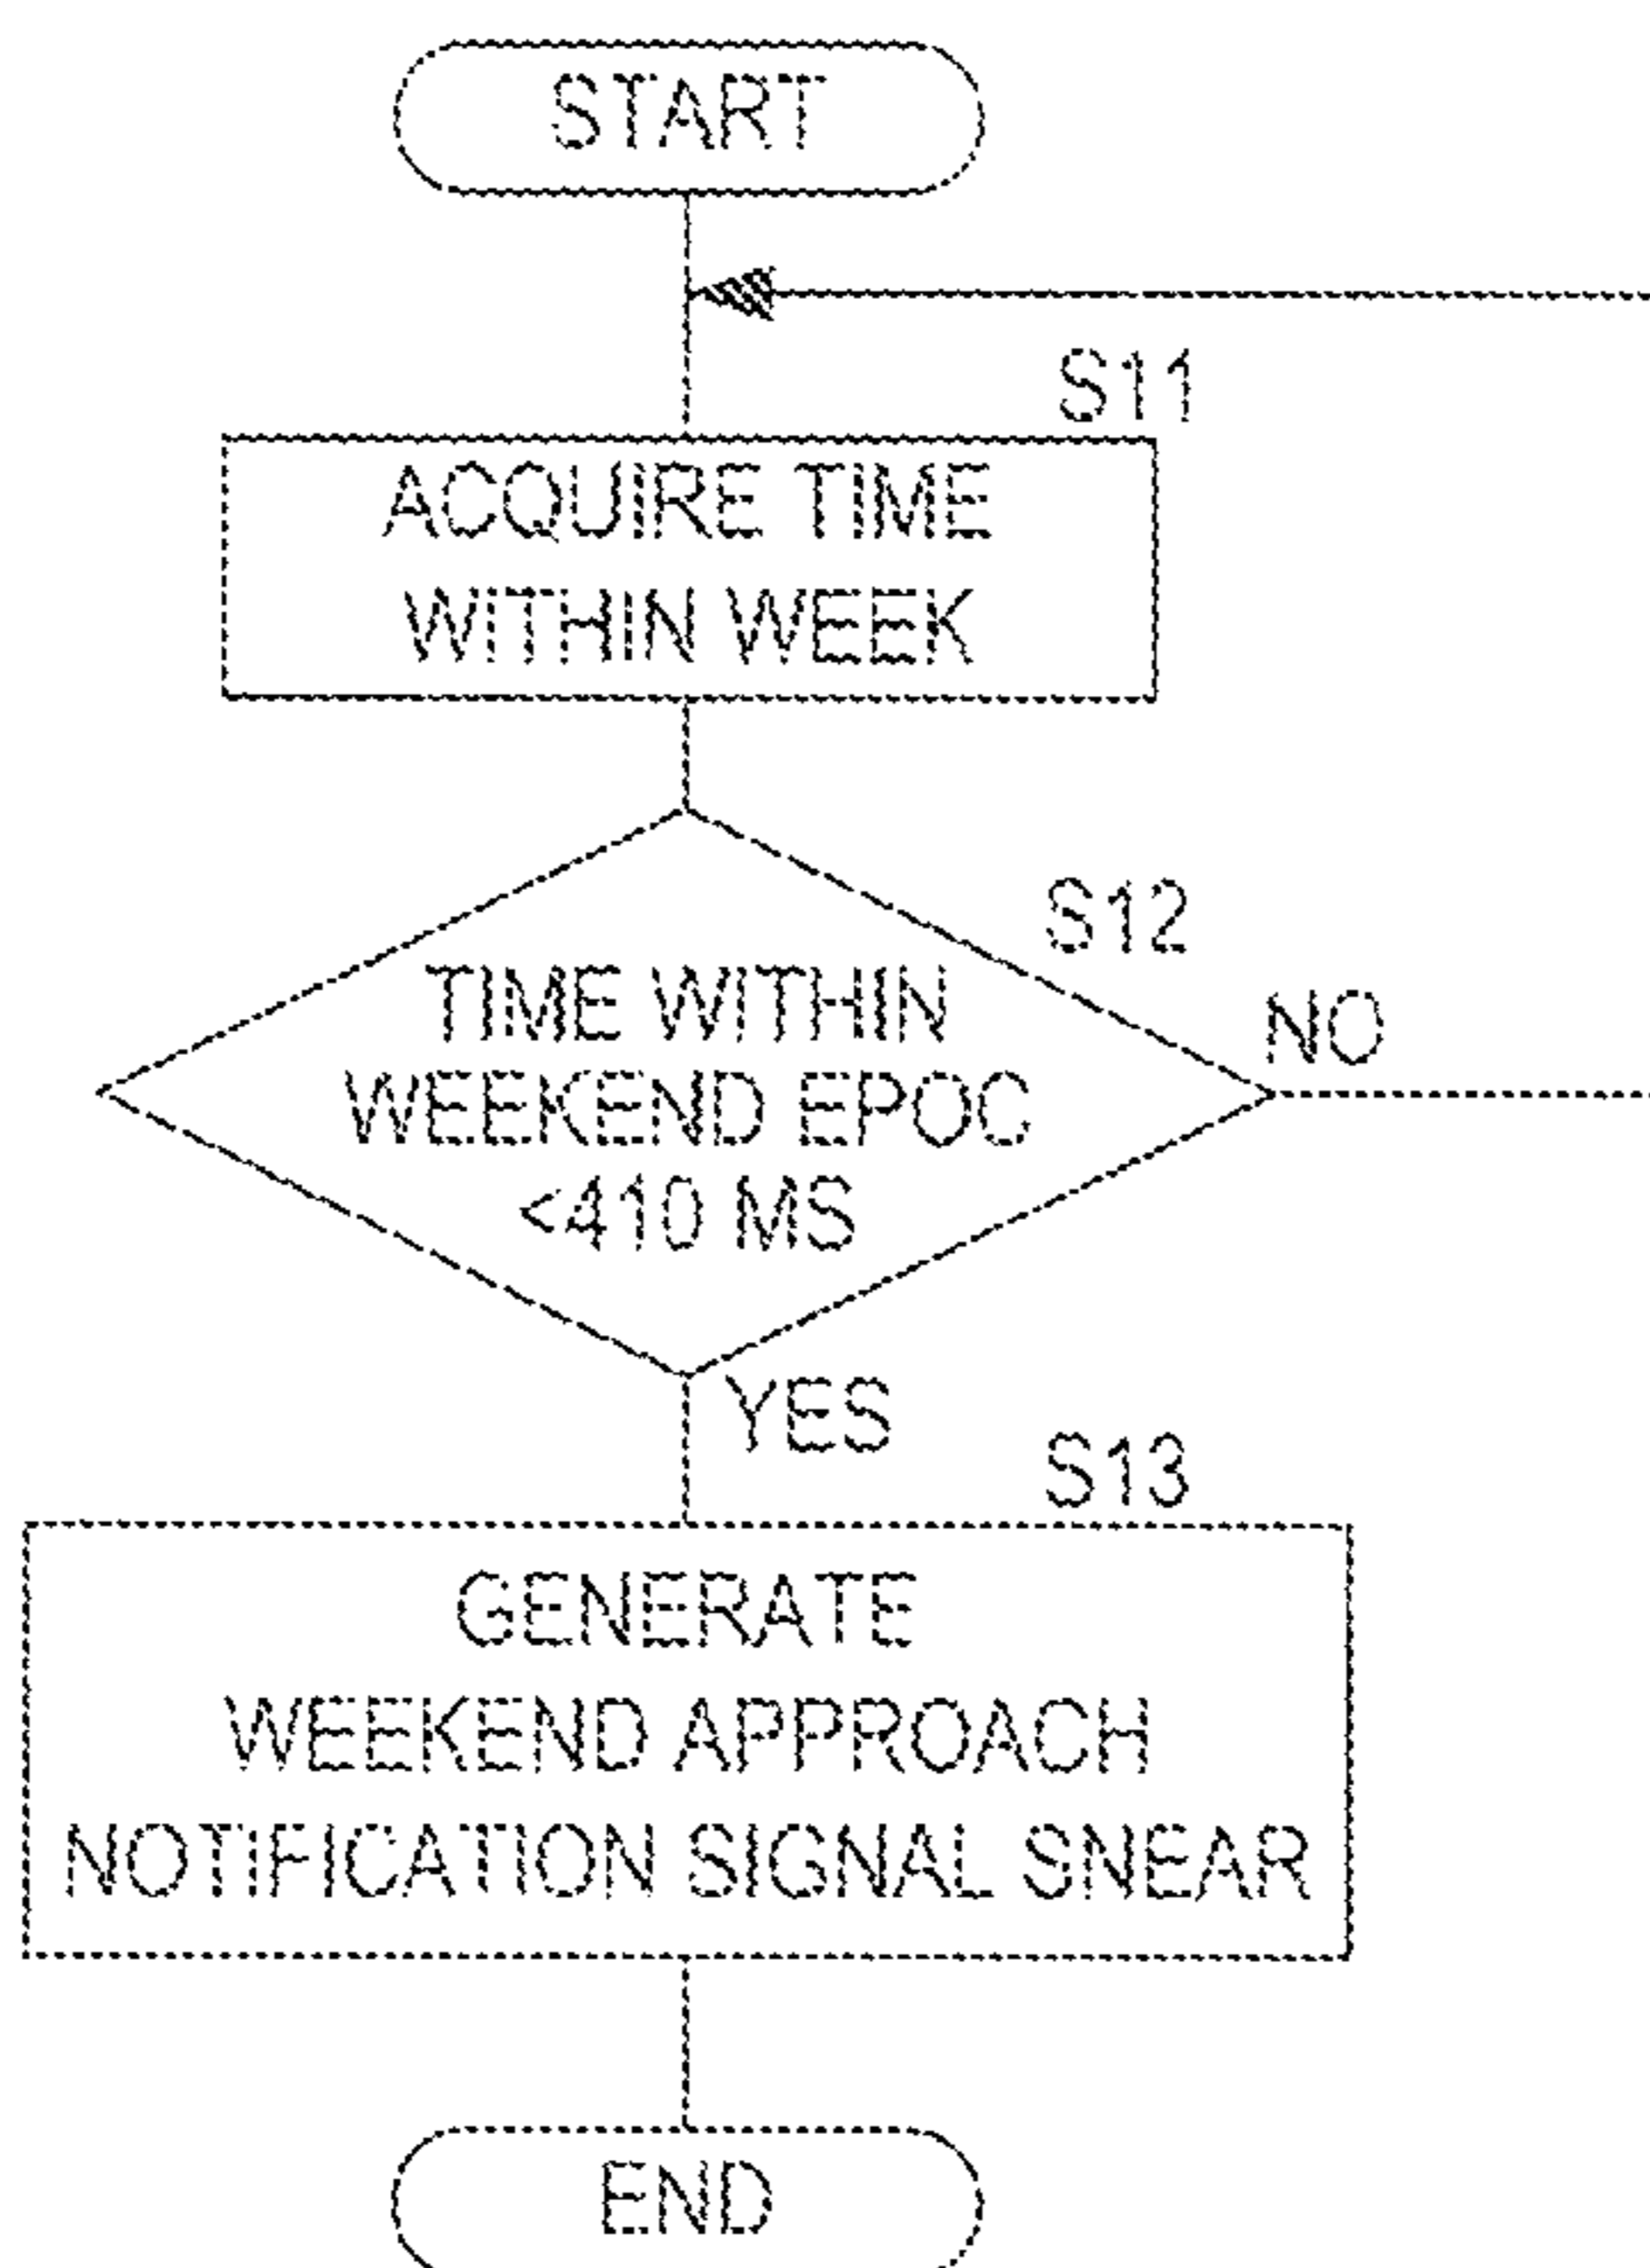 START
S11
ACQUIRE TIME
WITHIN WEEK
S12
TIME WITHIN
WEEKEND EPOC
<410 MS
NO
YES
S13
GENERATE
WEEKEND APPROACH
NOTIFICATION SIGNAL SNEAR
END